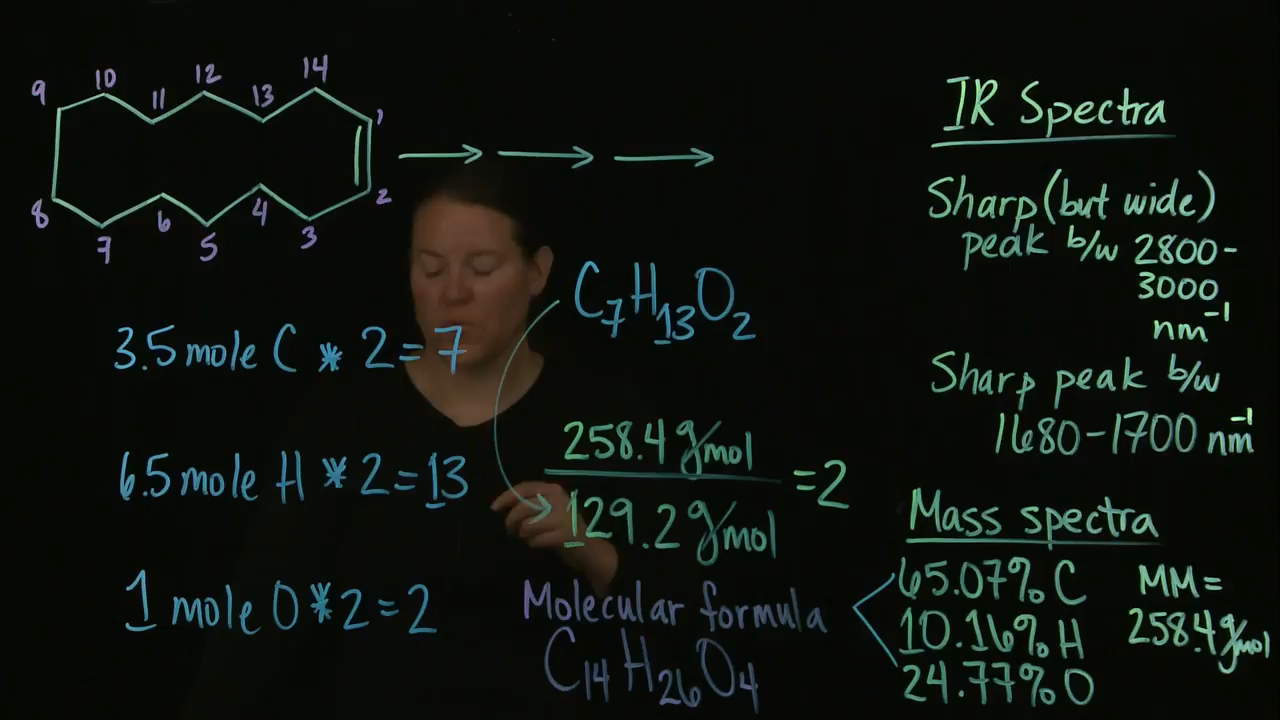 9 10 11 12 13 14 1
8 7 6 5 4 3 2
3.5 mole C * 2 = 7
6.5 mole H * 2 = 13
1 mole O * 2 = 2
C7H13O2
258.4 g/mol
129.2 g/mol
= 2
Molecular formula
C14H26O4
IR Spectra
Sharp (but wide)
peak b/w 2800-
3000
nm⁻¹
Sharp peak b/w
1680-1700 nm⁻¹
Mass spectra
65.07% C
10.16% H
24.77% O
MM =
258.4 g/mol